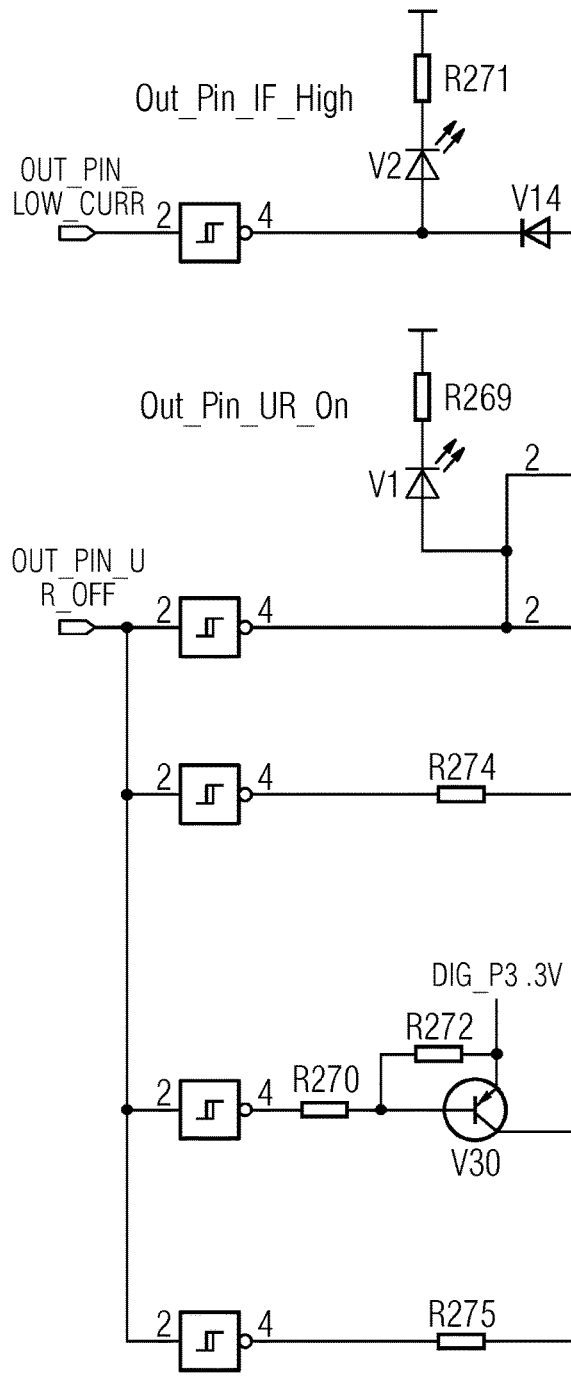 R271
Out_Pin_IF_High
OUT_PIN_
LOW_CURR
2
4
V2
V14
R269
Out_Pin_UR_On
V1
2
OUT_PIN_U
R_OFF
2
4
2
2
4
R274
DIG_P3 .3V
R272
2
4
R270
V30
2
4
R275